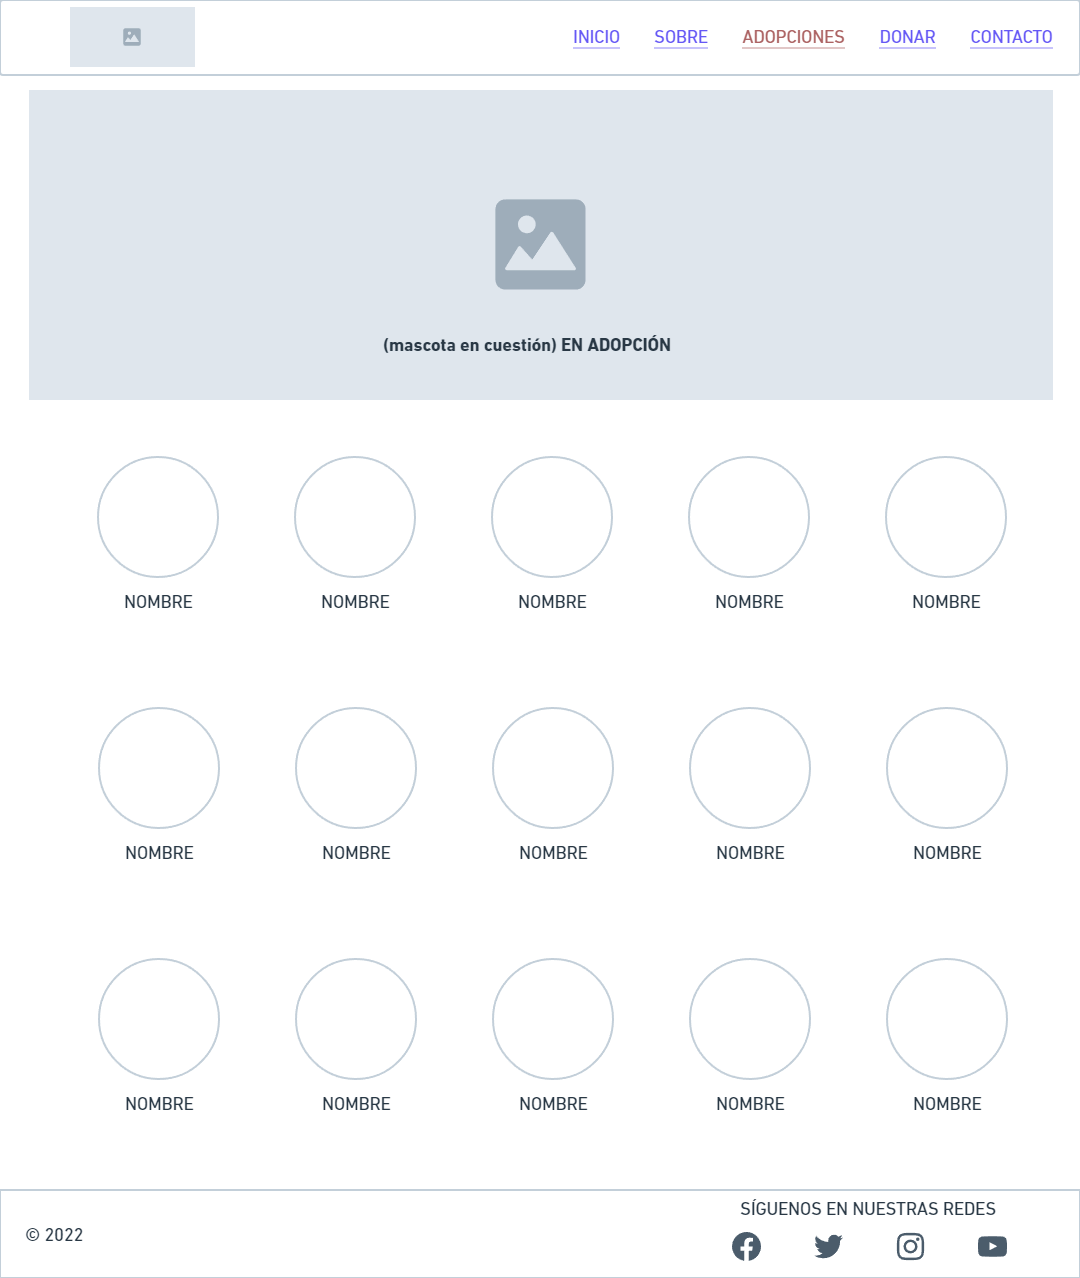 INICIO SOBRE ADOPCIONES DONAR CONTACTO
(mascota en cuestión) EN ADOPCIÓN
NOMBRE NOMBRE NOMBRE NOMBRE NOMBRE
NOMBRE NOMBRE NOMBRE NOMBRE NOMBRE
NOMBRE NOMBRE NOMBRE NOMBRE NOMBRE
SÍGUENOS EN NUESTRAS REDES
© 2022